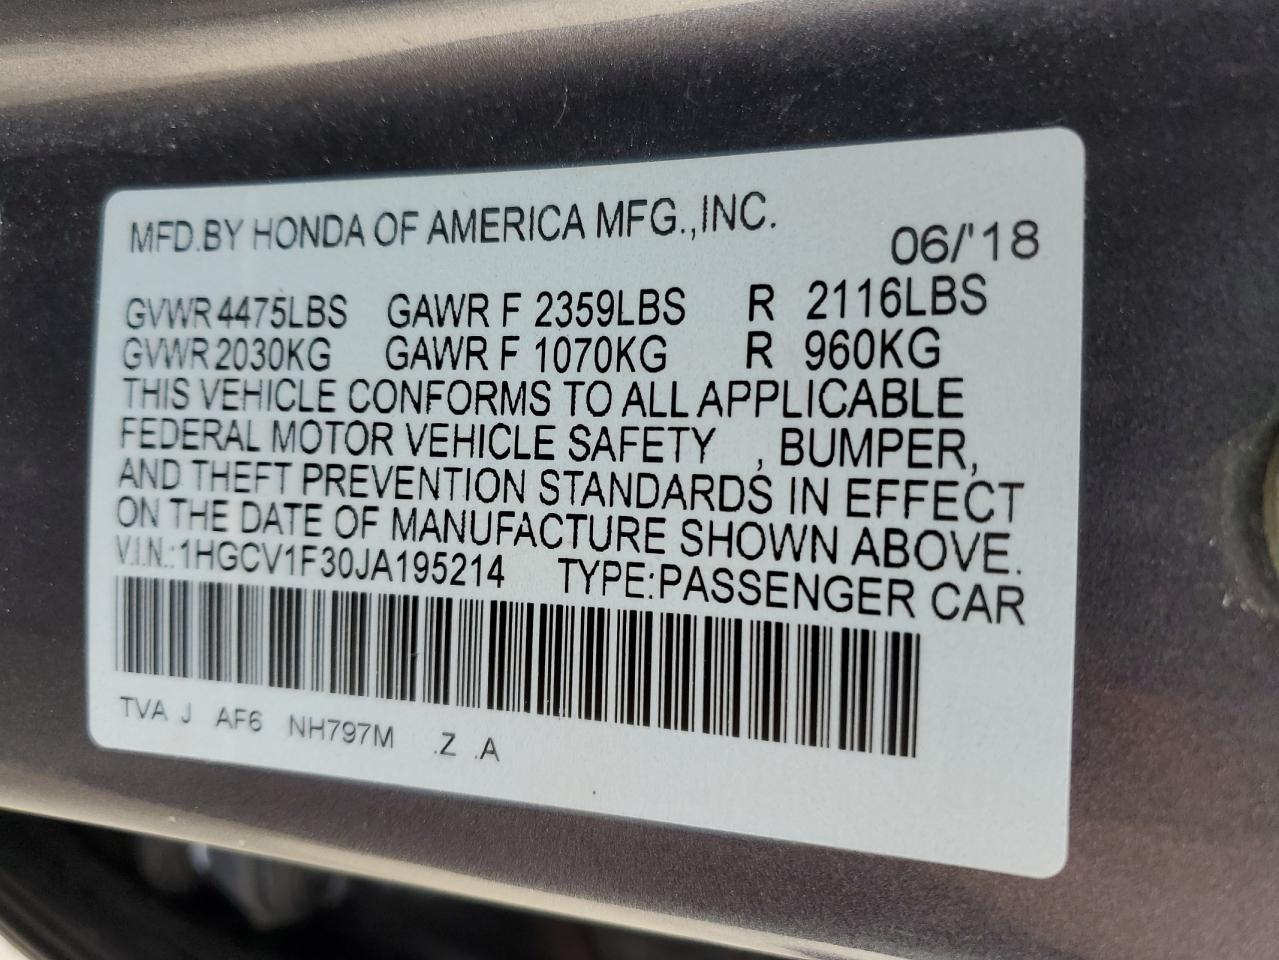 MFD.BY HONDA OF AMERICA MFG.,INC.
06/'18
GVWR 4475LBS GAWR F 2359LBS R 2116LBS
GVWR 2030KG GAWR F 1070KG R 960KG
THIS VEHICLE CONFORMS TO ALL APPLICABLE
FEDERAL MOTOR VEHICLE SAFETY , BUMPER,
AND THEFT PREVENTION STANDARDS IN EFFECT
ON THE DATE OF MANUFACTURE SHOWN ABOVE.
V.I.N.:1HGCV1F30JA195214 TYPE:PASSENGER CAR
TVA J AF6 NH797M .Z .A